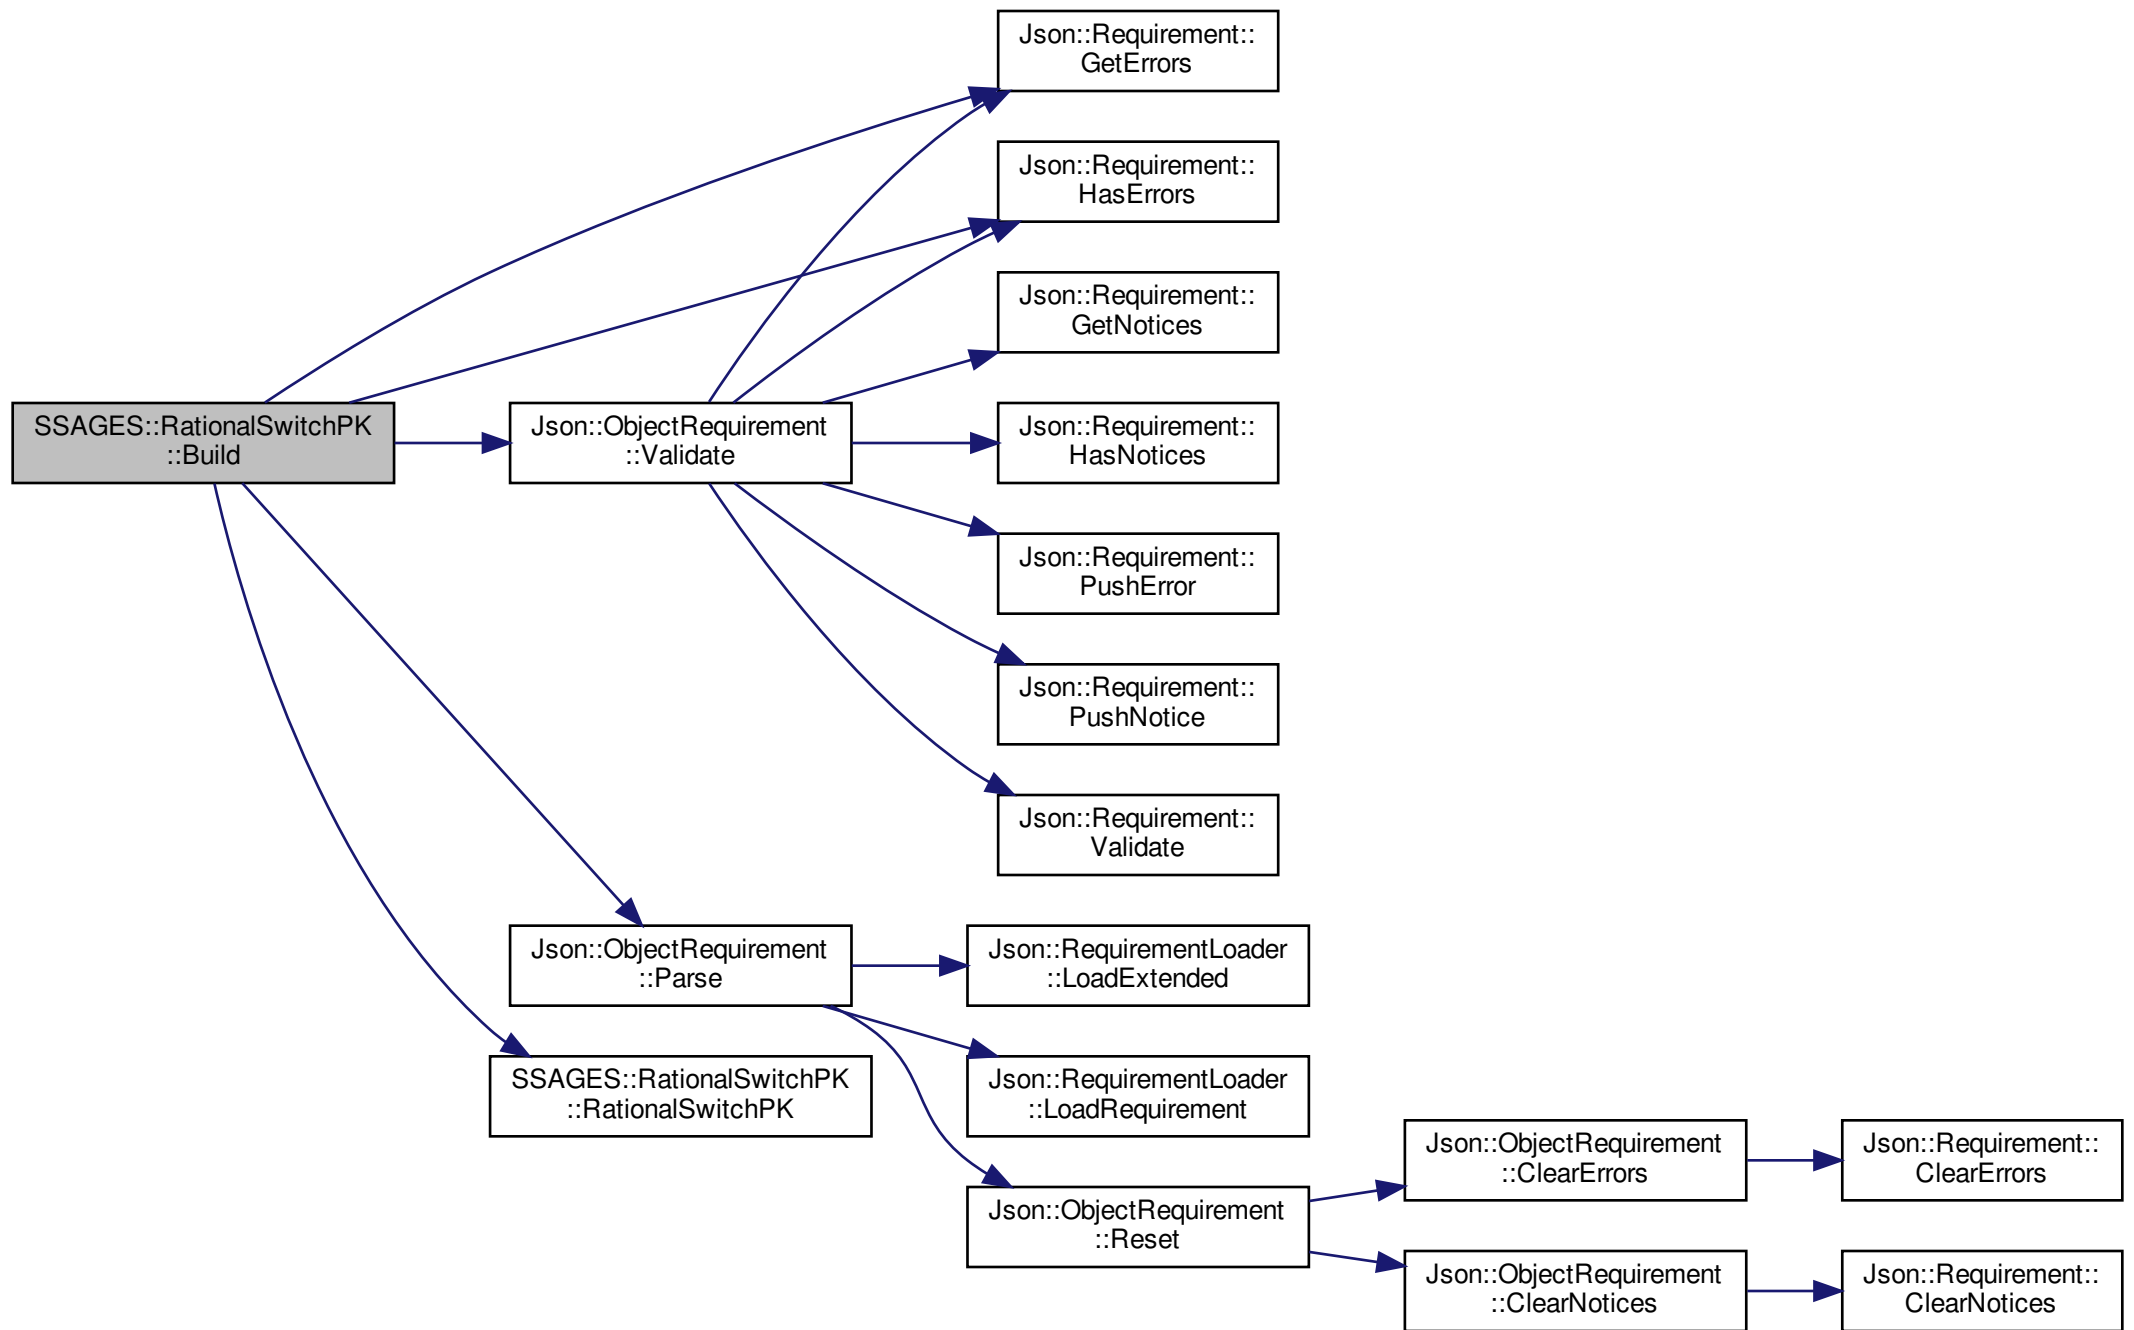 Json::Requirement::
GetErrors
Json::Requirement::
HasErrors
Json::Requirement::
GetNotices
SSAGES::RationalSwitchPK
::Build
Json::ObjectRequirement
::Validate
Json::Requirement::
HasNotices
Json::Requirement::
PushError
Json::Requirement::
PushNotice
Json::Requirement::
Validate
Json::ObjectRequirement
::Parse
Json::RequirementLoader
::LoadExtended
SSAGES::RationalSwitchPK
::RationalSwitchPK
Json::RequirementLoader
::LoadRequirement
Json::ObjectRequirement
::Reset
Json::ObjectRequirement
::ClearErrors
Json::Requirement::
ClearErrors
Json::ObjectRequirement
::ClearNotices
Json::Requirement::
ClearNotices